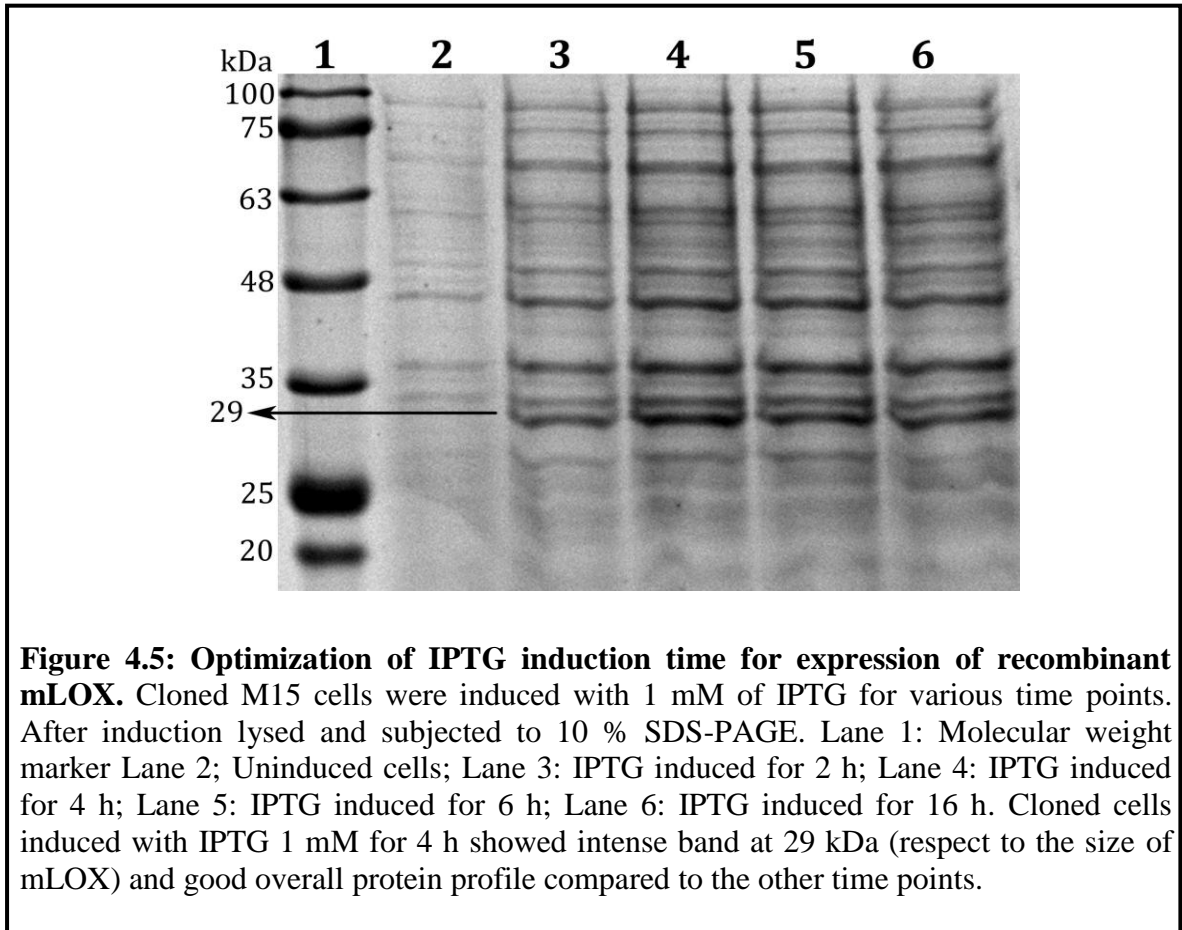 kDa 1 2 3 4 5 6
100
75
63
48
35
29
25
20
Figure 4.5: Optimization of IPTG induction time for expression of recombinant
mLOX. Cloned M15 cells were induced with 1 mM of IPTG for various time points.
After induction lysed and subjected to 10 % SDS-PAGE. Lane 1: Molecular weight
marker Lane 2; Uninduced cells; Lane 3: IPTG induced for 2 h; Lane 4: IPTG induced
for 4 h; Lane 5: IPTG induced for 6 h; Lane 6: IPTG induced for 16 h. Cloned cells
induced with IPTG 1 mM for 4 h showed intense band at 29 kDa (respect to the size of
mLOX) and good overall protein profile compared to the other time points.